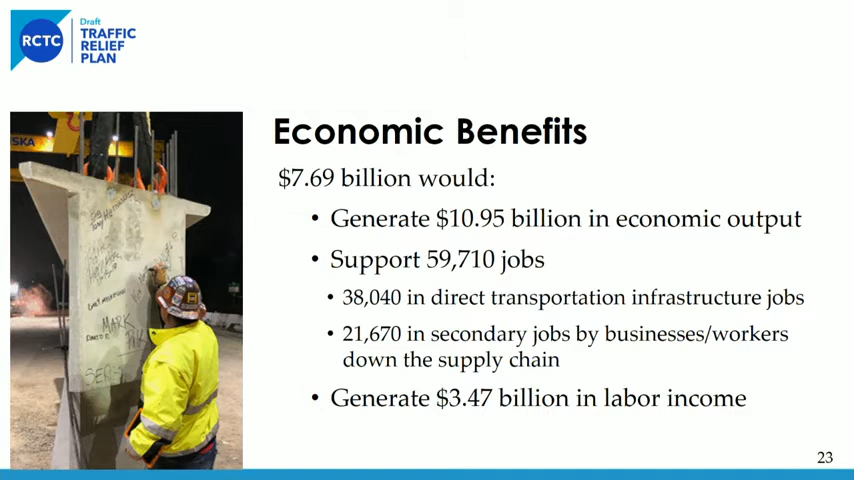 Draft
RCTC
TRAFFIC
RELIEF
PLAN
SKA
MARK
Economic Benefits
$7.69 billion would:
• Generate $10.95 billion in economic output
• Support 59,710 jobs
• 38,040 in direct transportation infrastructure jobs
• 21,670 in secondary jobs by businesses/workers
down the supply chain
• Generate $3.47 billion in labor income
23